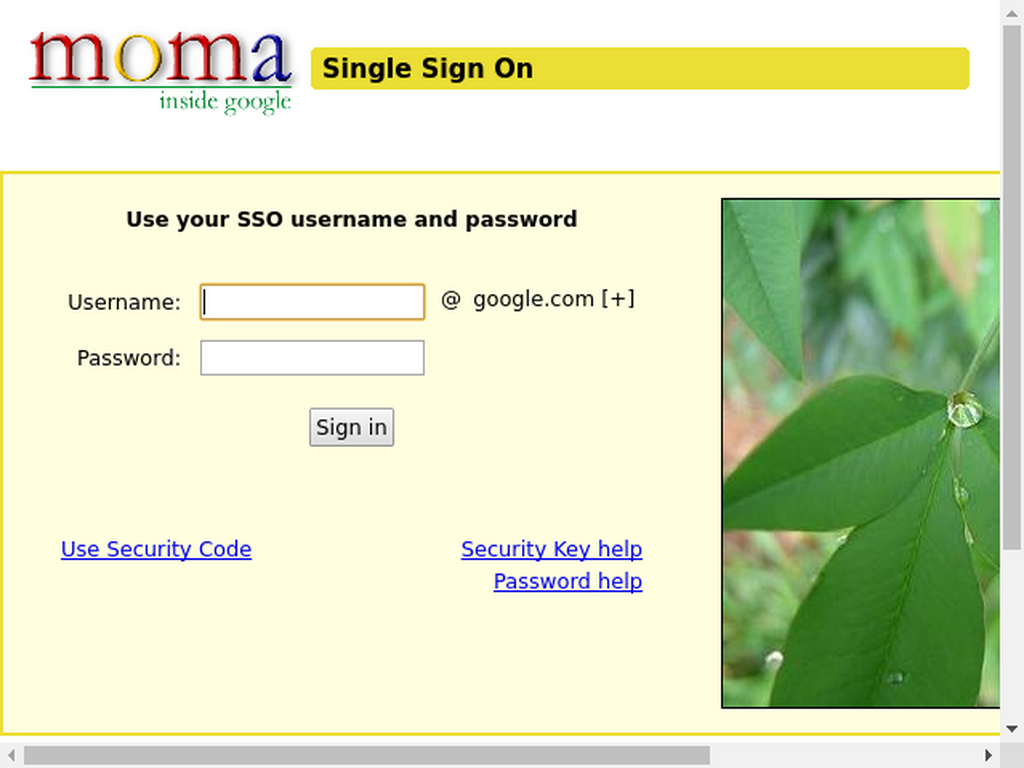 moma
inside google
Single Sign On
Use your SSO username and password
Username: @ google.com [+]
Password:
Sign in
Use Security Code Security Key help
Password help